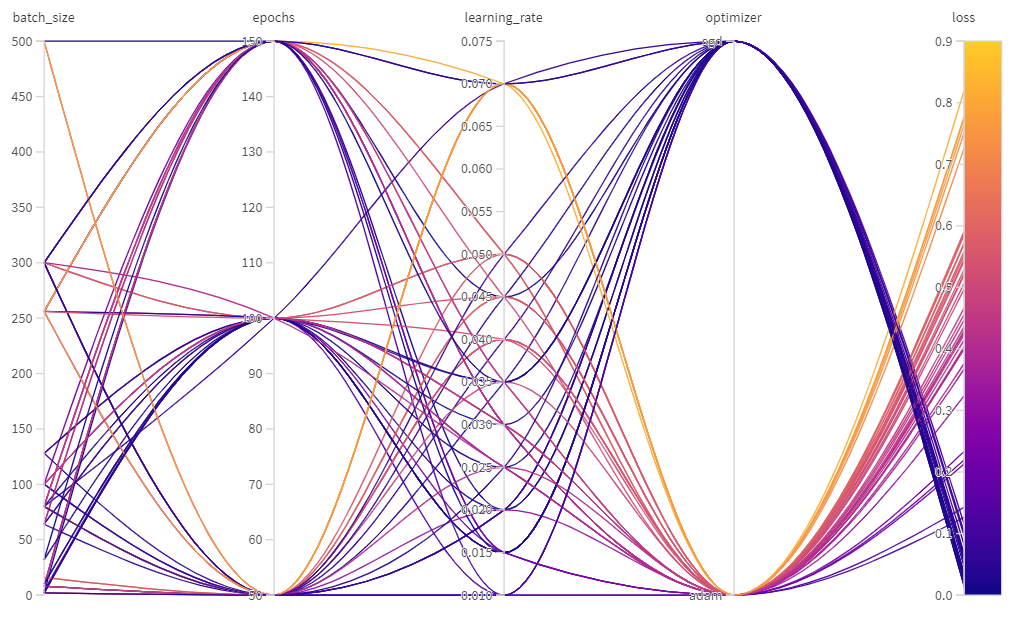 batch_size epochs learning_rate optimizer loss
500 150 0.075 sgd 0.9
450 140 0.070 0.8
400 130 0.065 0.7
350 120 0.060 0.6
300 110 0.055 0.5
250 100 0.050 0.4
200 90 0.045 0.3
150 80 0.040 0.2
100 70 0.035 0.1
50 60 0.030 0.0
0 50 0.025
0.020
0.015
0.010
adam